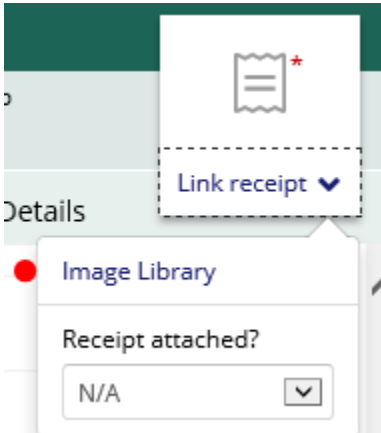 *
Link receipt
Details
Image Library
Receipt attached?
N/A